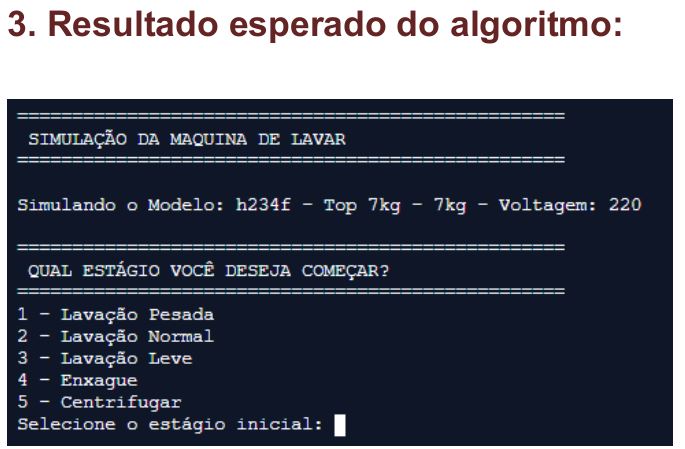 3. Resultado esperado do algoritmo:
==================================================
SIMULAÇÃO DA MAQUINA DE LAVAR
==================================================
Simulando o Modelo: h234f - Top 7kg - 7kg - Voltagem: 220
==================================================
QUAL ESTÁGIO VOCÊ DESEJA COMEÇAR?
==================================================
1 - Lavação Pesada
2 - Lavação Normal
3 - Lavação Leve
4 - Enxague
5 - Centrifugar
Selecione o estágio inicial: